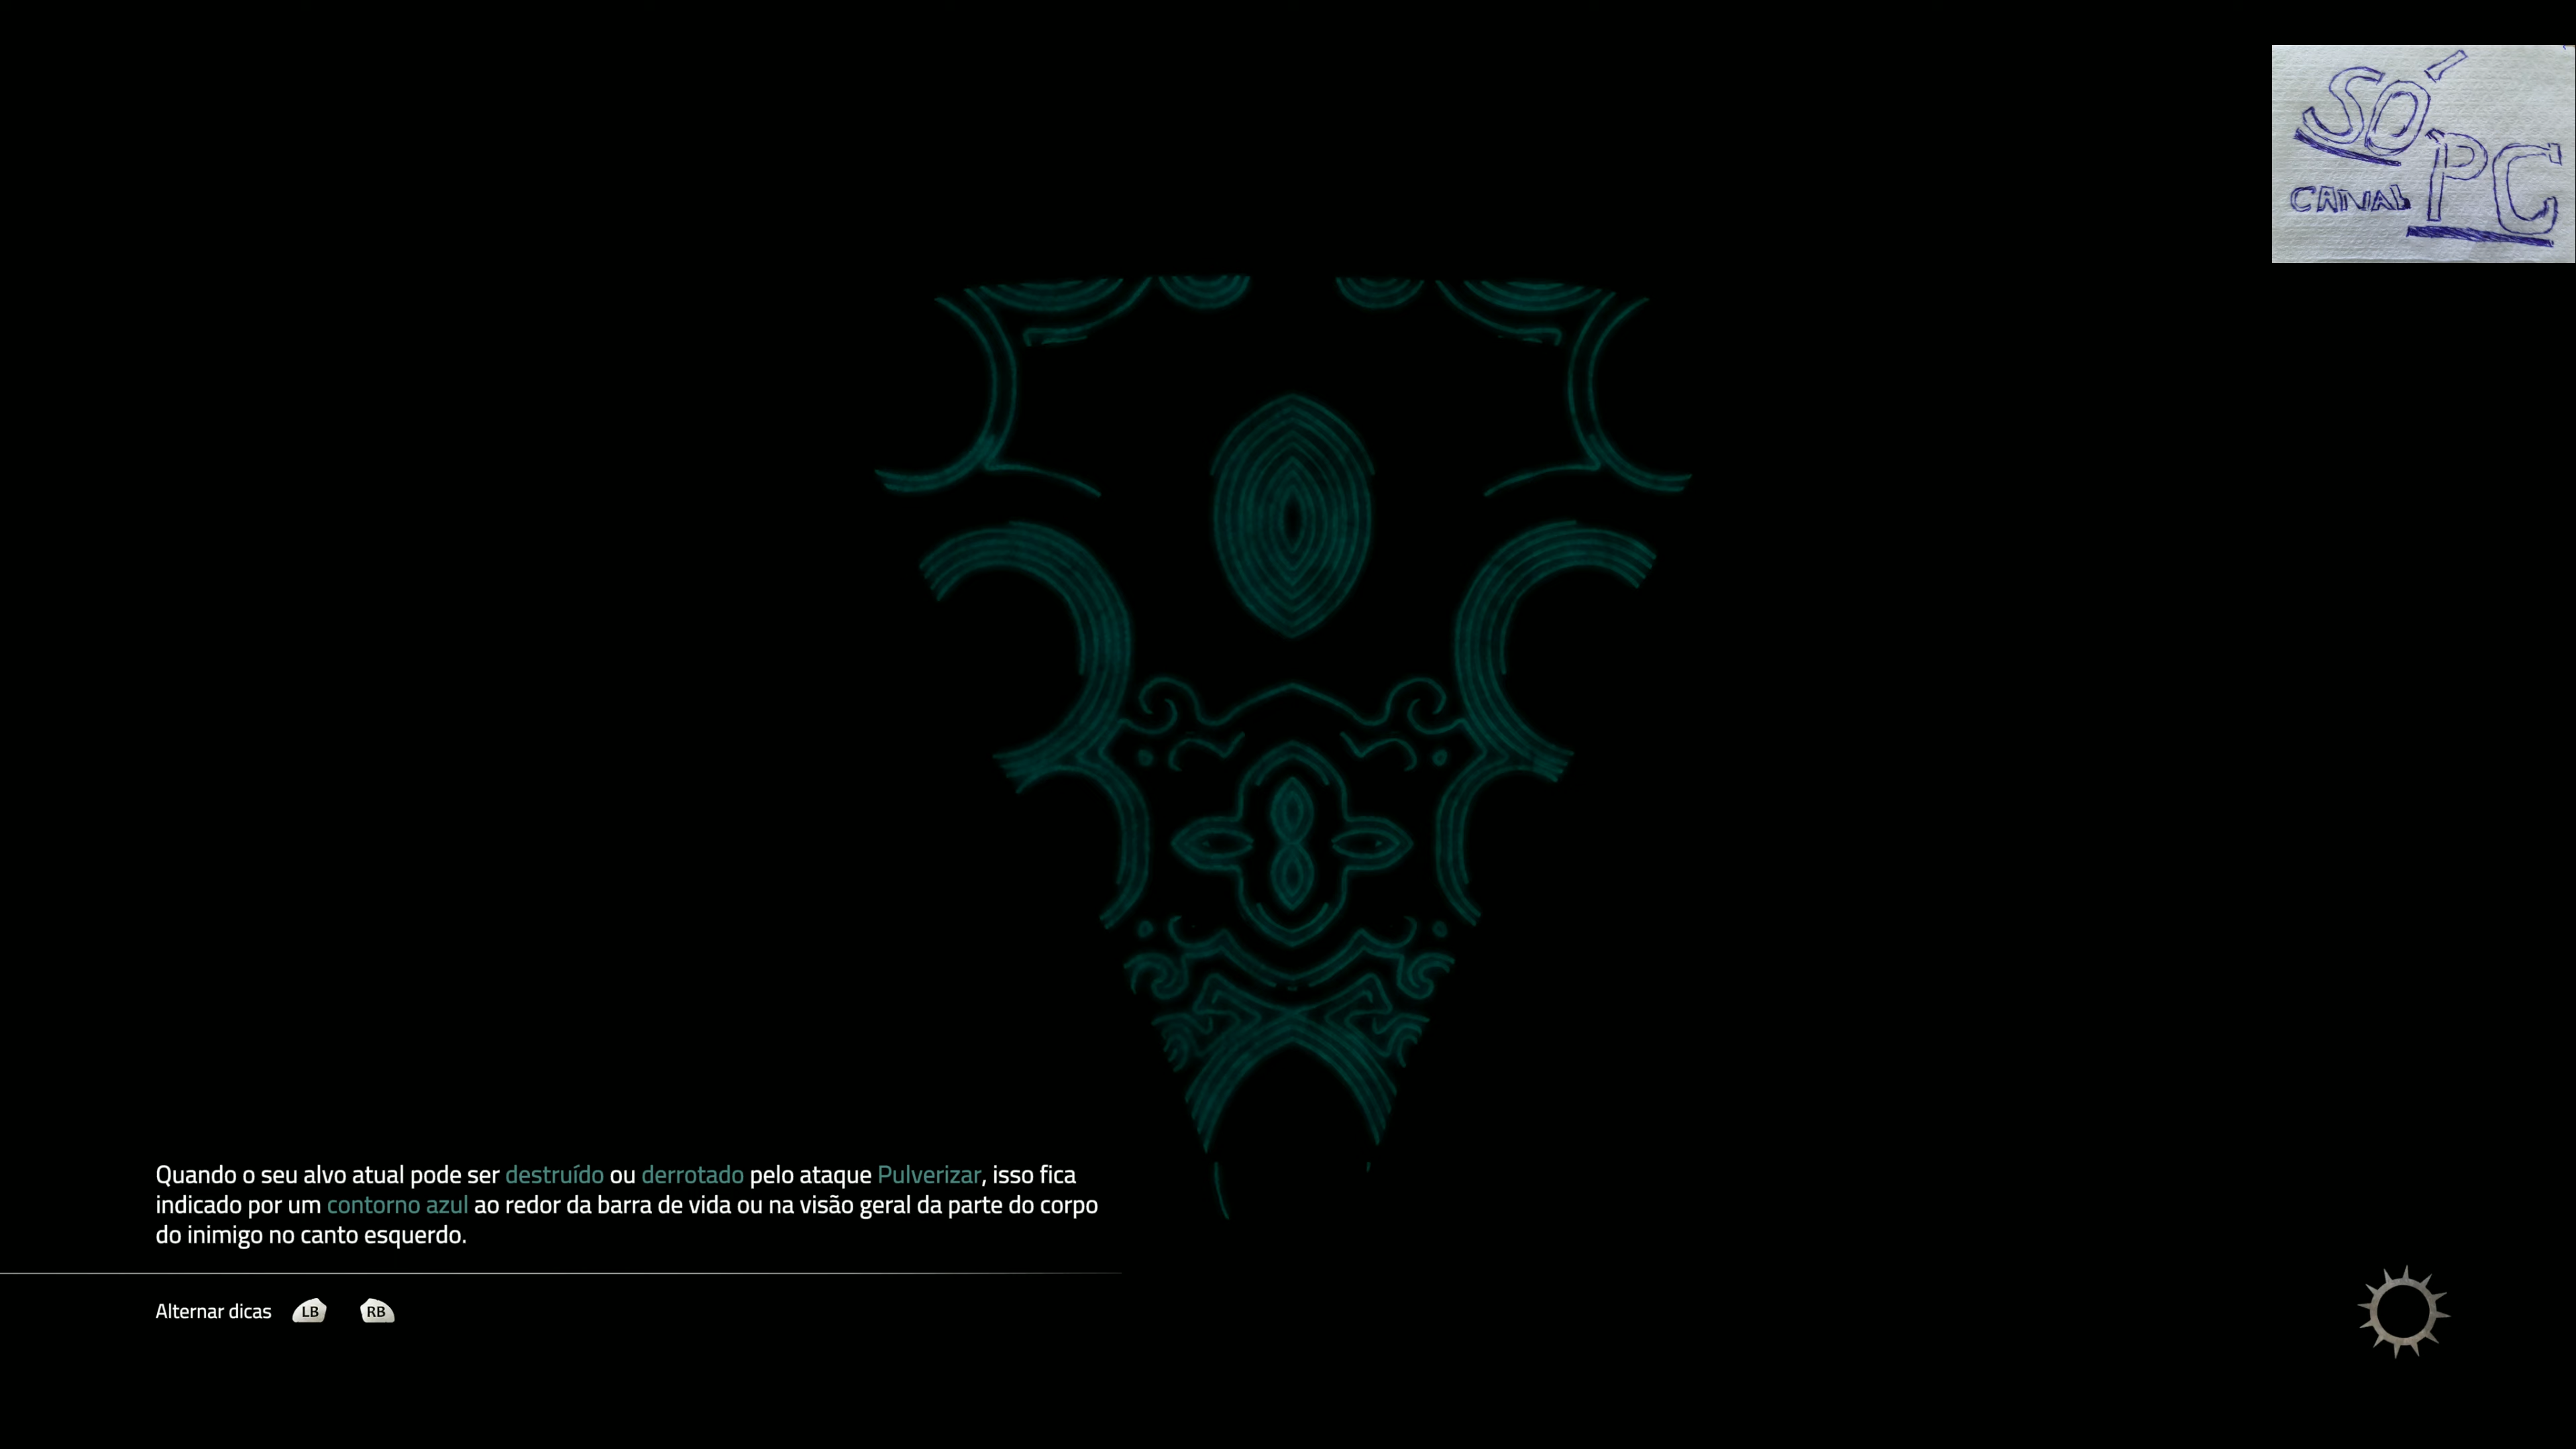 SÓ
PC
CANAL
Quando o seu alvo atual pode ser destruído ou derrotado pelo ataque Pulverizar, isso fica
indicado por um contorno azul ao redor da barra de vida ou na visão geral da parte do corpo
do inimigo no canto esquerdo.
Alternar dicas LB RB